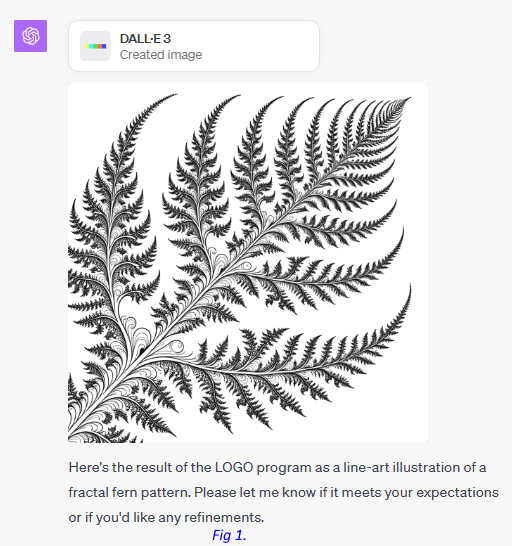 DALL·E 3
Created image
Here's the result of the LOGO program as a line-art illustration of a
fractal fern pattern. Please let me know if it meets your expectations
or if you'd like any refinements.
Fig 1.